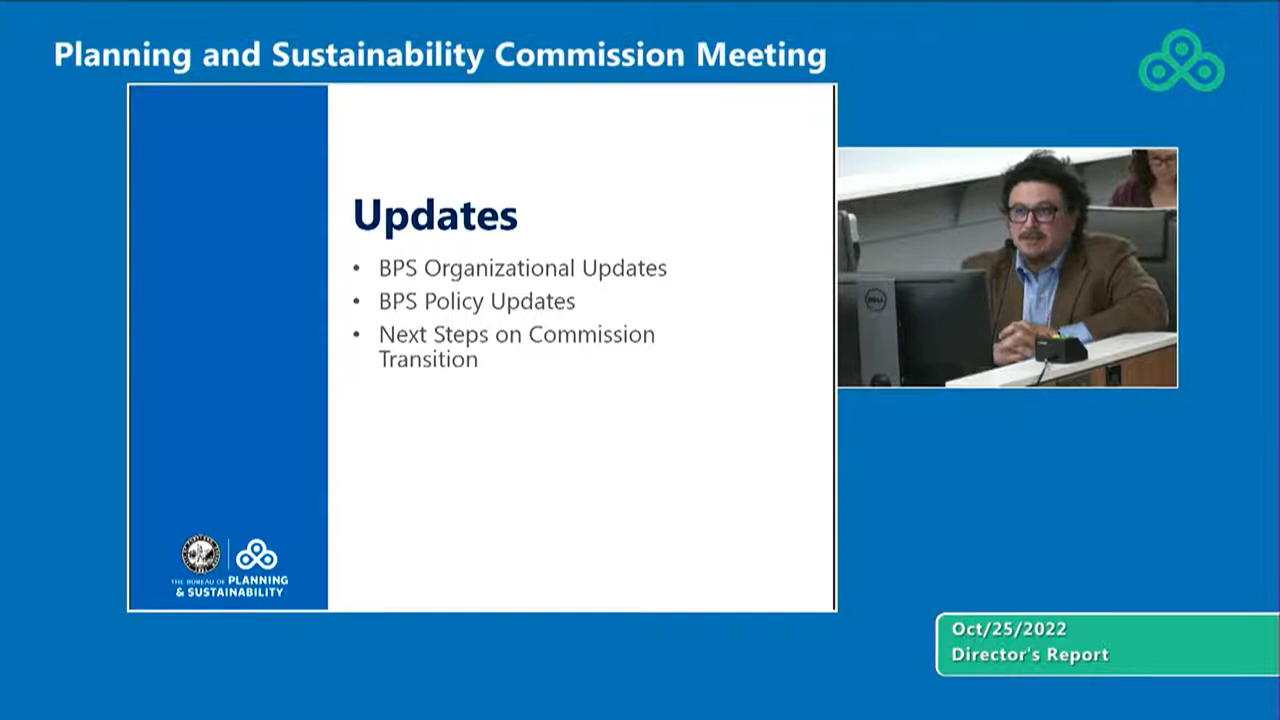 Planning and Sustainability Commission Meeting
Updates
• BPS Organizational Updates
• BPS Policy Updates
• Next Steps on Commission
Transition
THE BUREAU OF PLANNING
& SUSTAINABILITY
DELL
Oct/25/2022
Director's Report